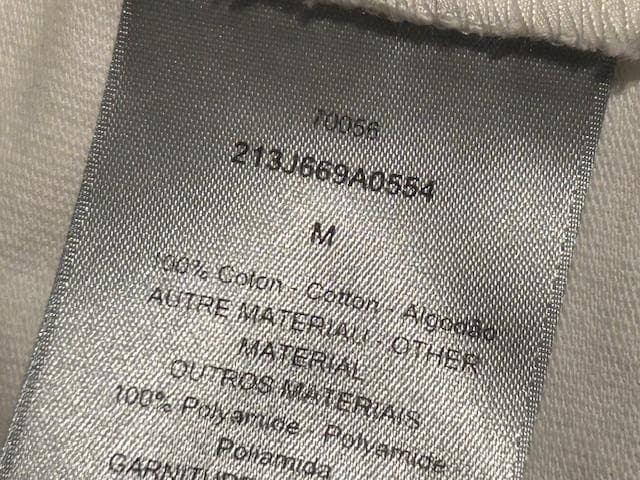 70056
213J669A0554
M
100% Coton - Cotton - Algodão
AUTRE MATERIAU - OTHER
MATERIAL
OUTROS MATERIAIS
100% Polyamide - Polyamide
Poliamida